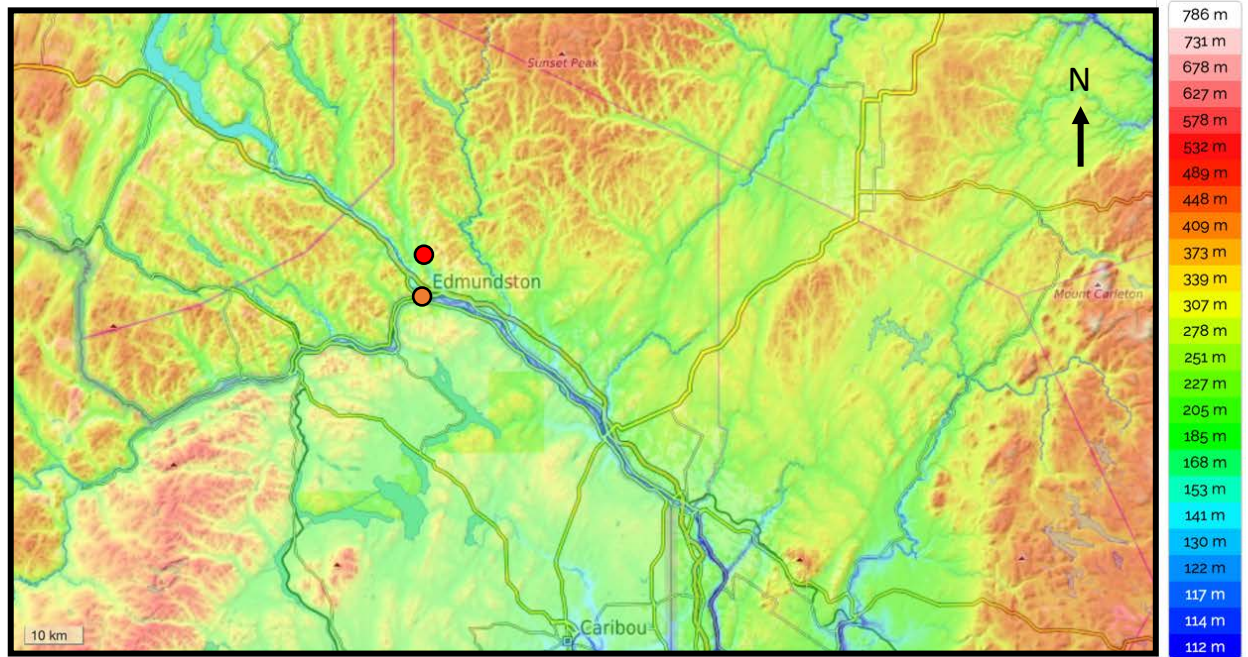 Sunset Peak
N
Edmundston
Mount Carleton
10 km
Caribou
786 m
731 m
678 m
627 m
578 m
532 m
489 m
448 m
409 m
373 m
339 m
307 m
278 m
251 m
227 m
205 m
185 m
168 m
153 m
141 m
130 m
122 m
117 m
114 m
112 m